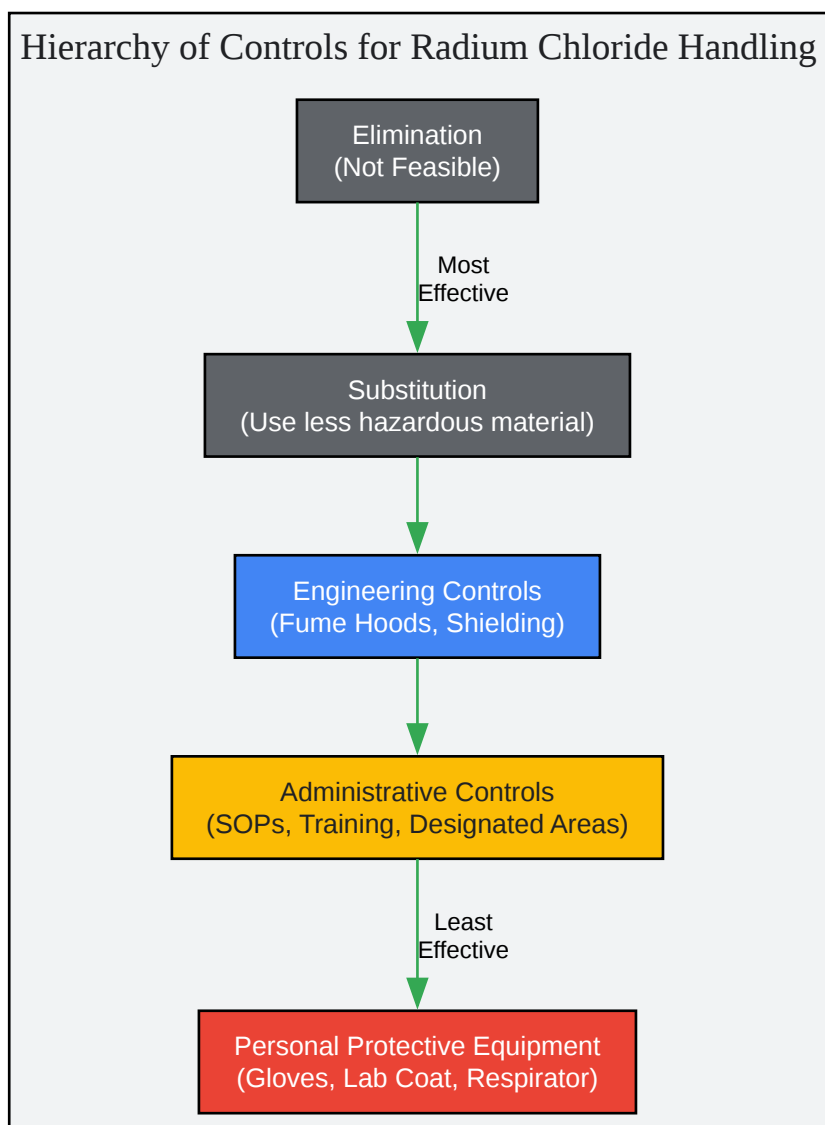 Hierarchy of Controls for Radium Chloride Handling
Elimination
(Not Feasible)
Most
Effective
Substitution
(Use less hazardous material)
Engineering Controls
(Fume Hoods, Shielding)
Administrative Controls
(SOPs, Training, Designated Areas)
Least
Effective
Personal Protective Equipment
(Gloves, Lab Coat, Respirator)